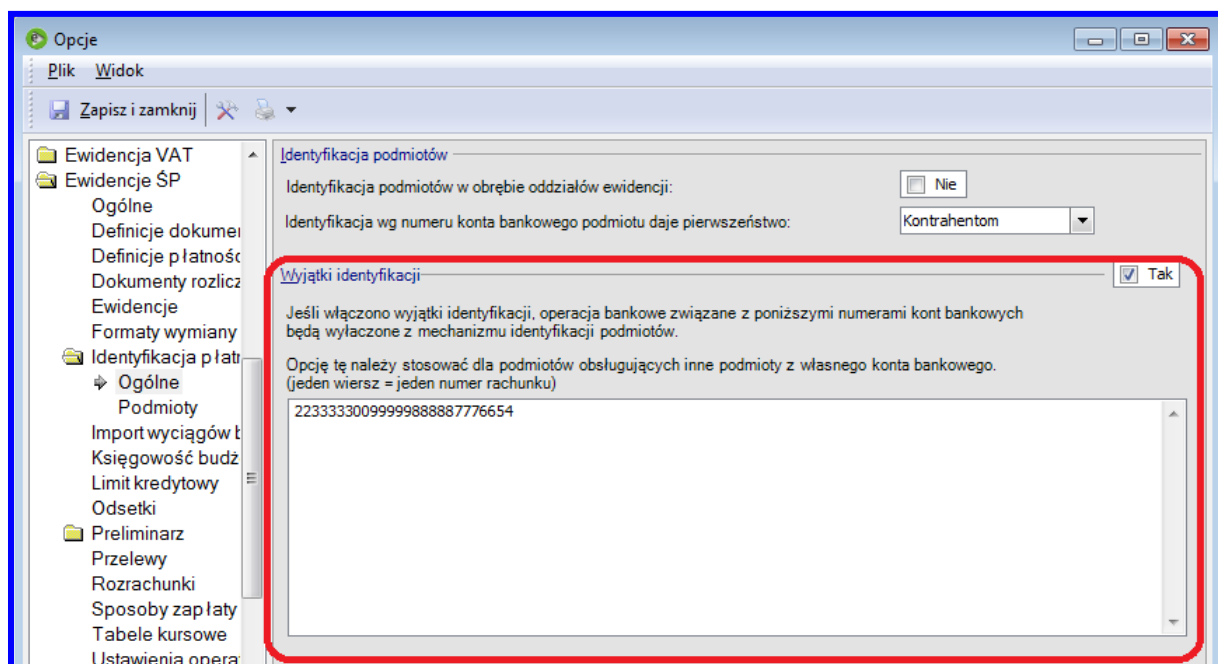 Opcje
Plik Widok
Zapisz i zamknij
Ewidencja VAT
Ewidencje ŚP
Ogólne
Definicje dokumer
Definicje płatnośc
Dokumenty rozlicz
Ewidencje
Formaty wymiany
Identyfikacja płatn
Ogólne
Podmioty
Import wyciągów b
Księgowość budż
Limit kredytowy
Odsetki
Preliminarz
Przelewy
Rozrachunki
Sposoby zapłaty
Tabele kursowe
Ustawienia opera
Identyfikacja podmiotów
Identyfikacja podmiotów w obrębie oddziałów ewidencji: Nie
Identyfikacja wg numeru konta bankowego podmiotu daje pierwszeństwo: Kontrahentom
Wyjątki identyfikacji Tak
Jeśli włączono wyjątki identyfikacji, operacja bankowe związane z poniższymi numerami kont bankowych
będą wyłaczone z mechanizmu identyfikacji podmiotów.
Opcję tę należy stosować dla podmiotów obsługujących inne podmioty z własnego konta bankowego.
(jeden wiersz = jeden numer rachunku)
22333330099999888887776654